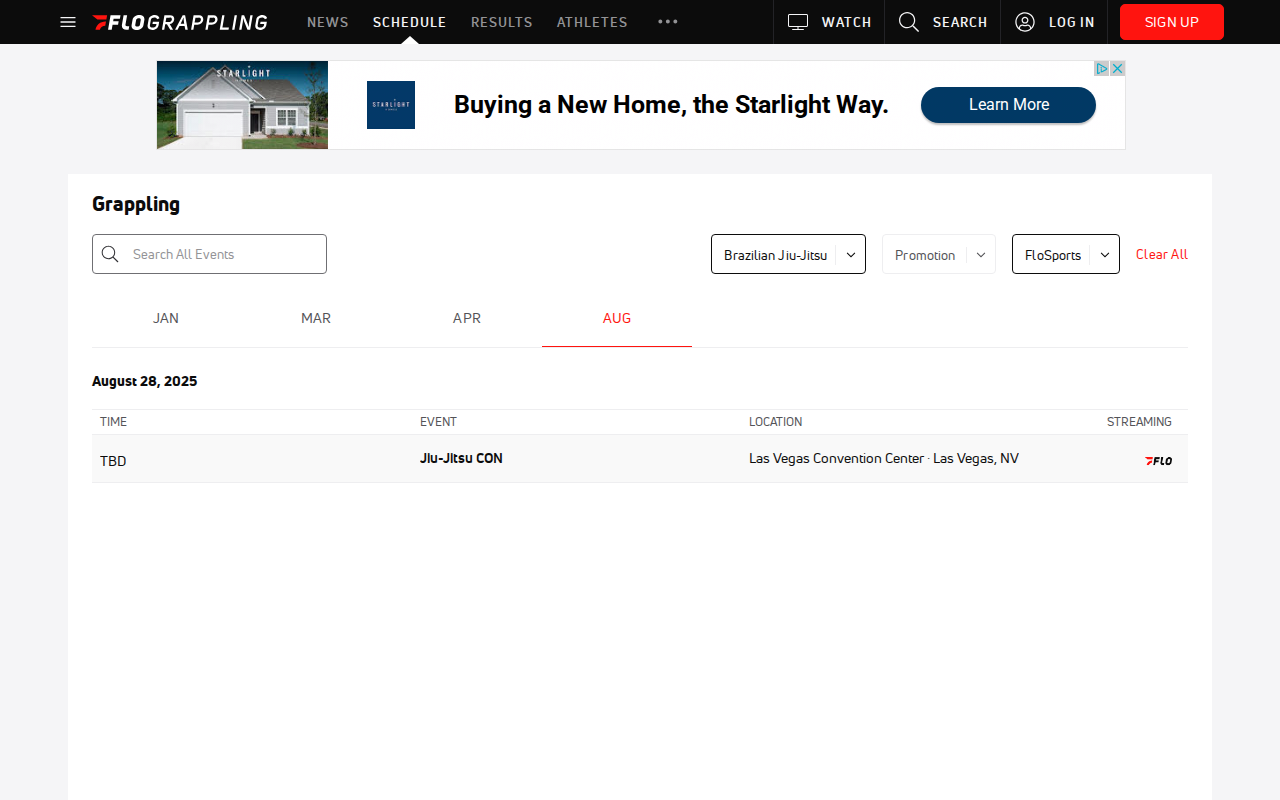 FLOGRAPPLING NEWS SCHEDULE RESULTS ATHLETES ••• WATCH SEARCH LOG IN SIGN UP
STARLIGHT
HOMES
STARLIGHT
Buying a New Home, the Starlight Way.
Learn More
Grappling
Search All Events Brazilian Jiu-Jitsu Promotion FloSports Clear All
JAN MAR APR AUG
August 28, 2025
TIME EVENT LOCATION STREAMING
TBD Jiu-Jitsu CON Las Vegas Convention Center · Las Vegas, NV FLO